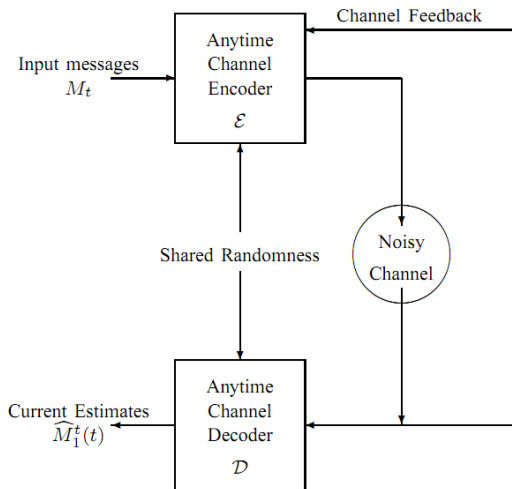 Channel Feedback
Anytime
Channel
Encoder
ℰ
Input messages
M_t
Shared Randomness
Noisy
Channel
Anytime
Channel
Decoder
𝒟
Current Estimates
\widehat{M}_1^t(t)